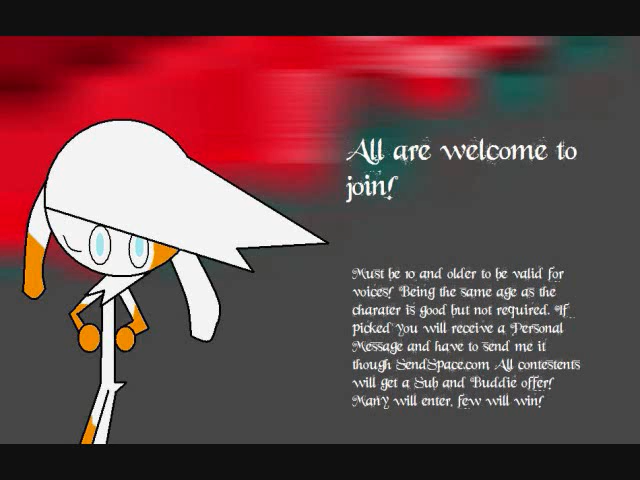 All are welcome to
join!
Must be 10 and older to be valid for
voices! Being the same age as the
charater is good but not required. If
picked You will receive a Personal
Message and have to send me it
though SendSpace.com All contestents
will get a Sub and Buddie offer!
Many will enter, few will win!